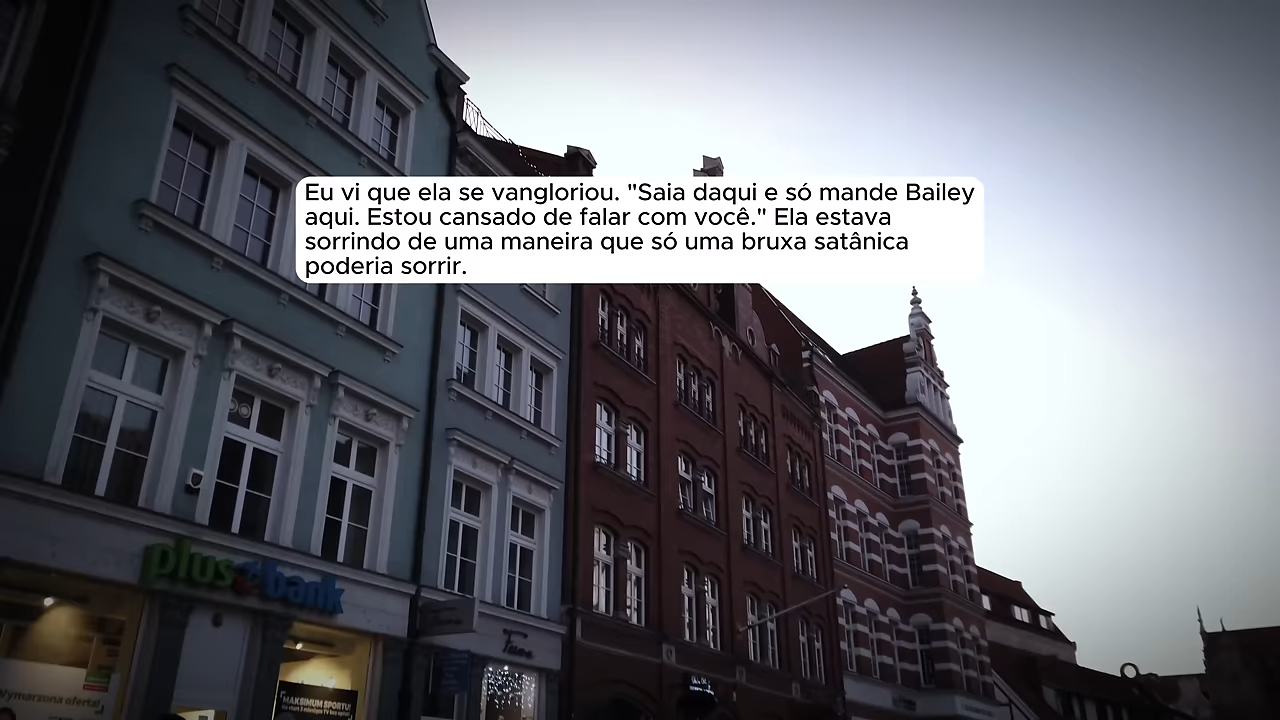 Eu vi que ela se vangloriou. "Saia daqui e só mande Bailey
aqui. Estou cansado de falar com você." Ela estava
sorrindo de uma maneira que só uma bruxa satânica
poderia sorrir.
plus bank
Wymarzona oferta!
MAKSIMUM SPORTU!